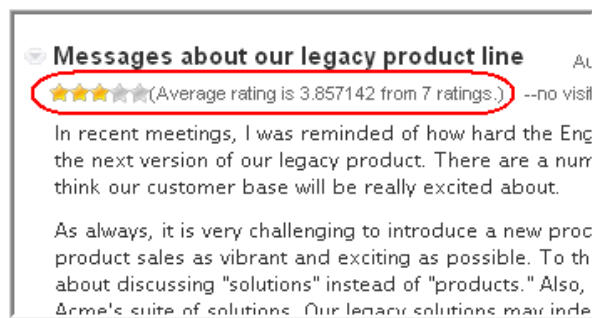 Messages about our legacy product line Au
(Average rating is 3.857142 from 7 ratings.) --no visit
In recent meetings, I was reminded of how hard the Eng
the next version of our legacy product. There are a num
think our customer base will be really excited about.
As always, it is very challenging to introduce a new prod
product sales as vibrant and exciting as possible. To th
about discussing "solutions" instead of "products." Also,
Acme's suite of solutions. Our legacy solutions may inde